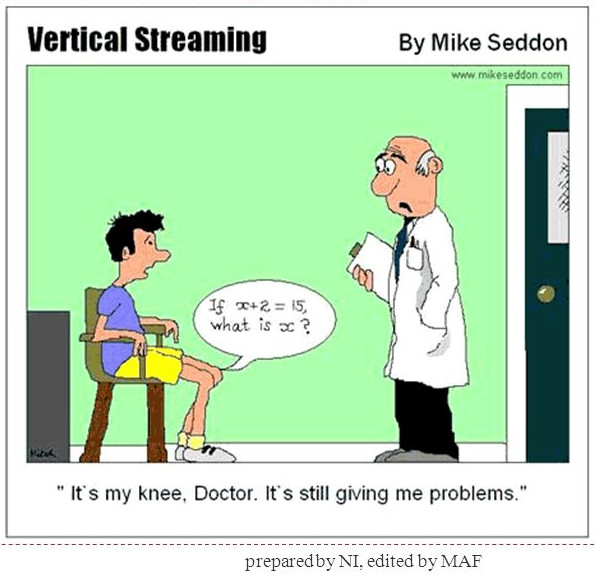 Vertical Streaming
By Mike Seddon
www.mikeseddon.com
If x+2 = 15,
what is x ?
" It`s my knee, Doctor. It`s still giving me problems."
prepared by NI, edited by MAF